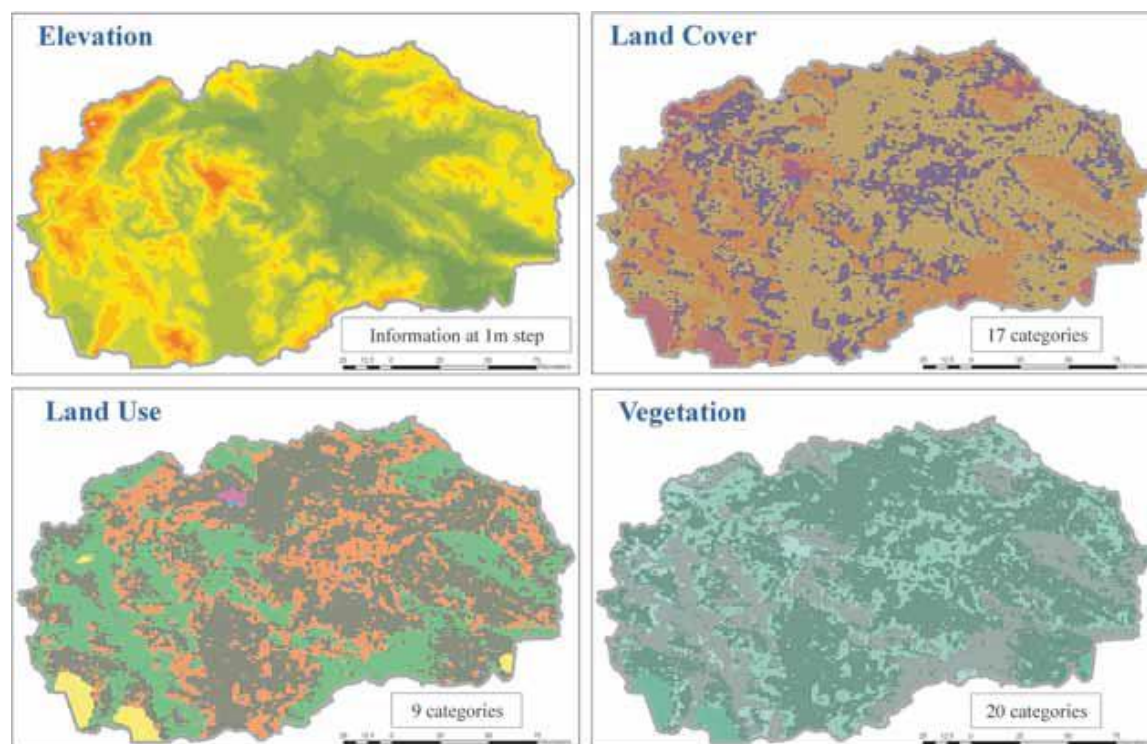 Elevation
Land Cover
Information at 1m step
17 categories
Land Use
Vegetation
9 categories
20 categories